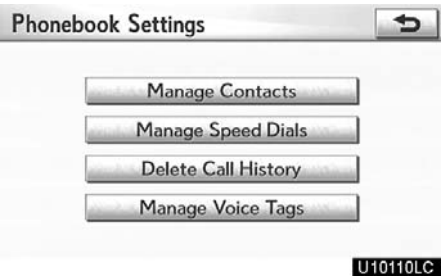 Phonebook Settings
Manage Contacts
Manage Speed Dials
Delete Call History
Manage Voice Tags
U10110LC